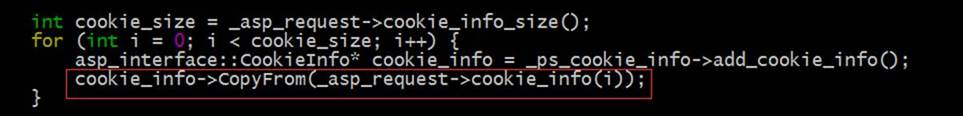 int cookie_size = _asp_request->cookie_info_size();
for (int i = 0; i < cookie_size; i++) {
    asp_interface::CookieInfo* cookie_info = _ps_cookie_info->add_cookie_info();
    cookie_info->CopyFrom(_asp_request->cookie_info(i));
}